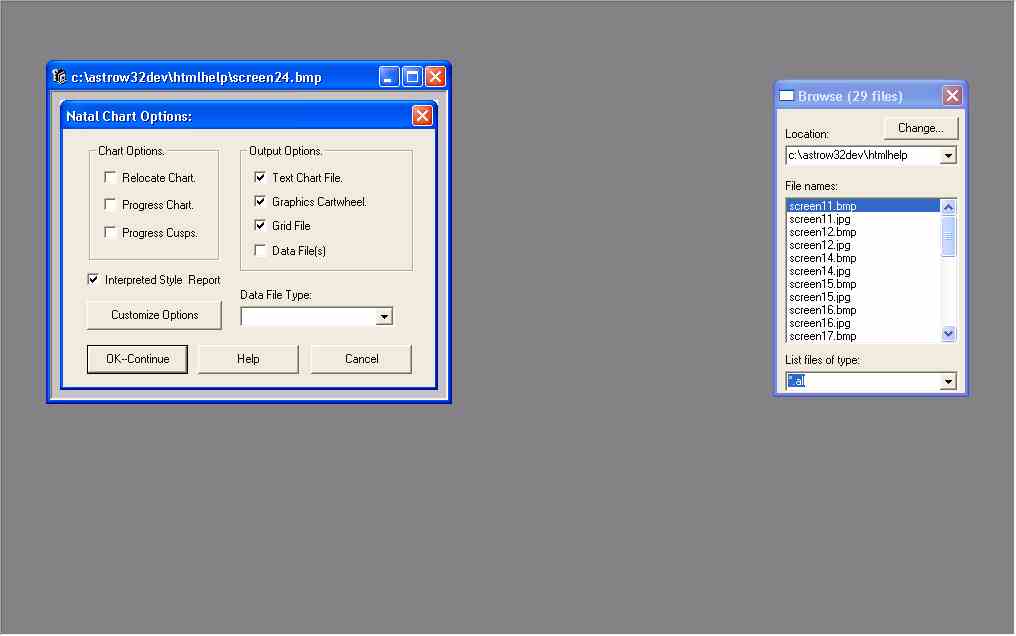 c:\astrow32dev\htmlhelp\screen24.bmp
Natal Chart Options:
Chart Options.
Relocate Chart.
Progress Chart.
Progress Cusps.
Output Options.
Text Chart File.
Graphics Cartwheel.
Grid File
Data File(s)
Interpreted Style Report
Customize Options
Data File Type:
OK--Continue
Help
Cancel
Browse (29 files)
Location:
Change...
c:\astrow32dev\htmlhelp
File names:
screen11.bmp
screen11.jpg
screen12.bmp
screen12.jpg
screen14.bmp
screen14.jpg
screen15.bmp
screen15.jpg
screen16.bmp
screen16.jpg
screen17.bmp
List files of type:
*.al